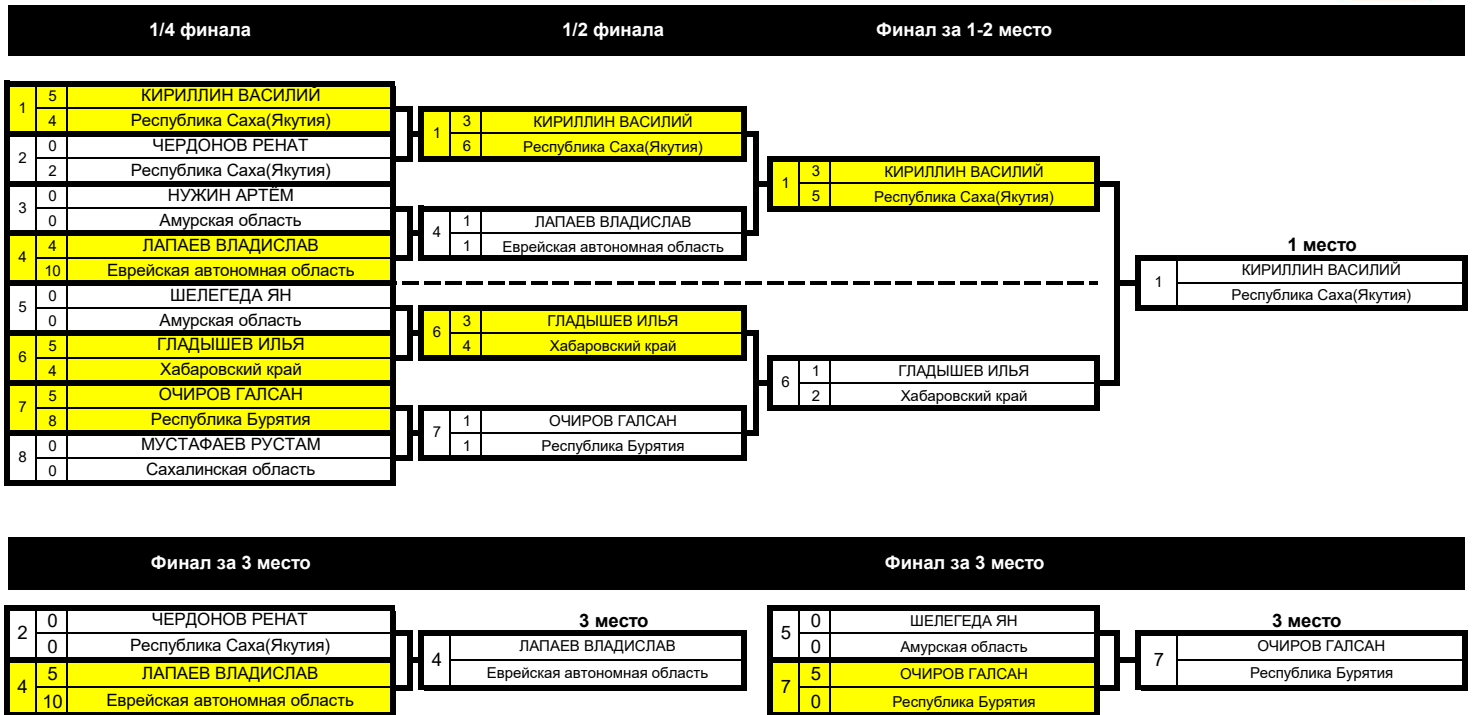 1/4 финала 1/2 финала Финал за 1-2 место
1 5 КИРИЛЛИН ВАСИЛИЙ
4 Республика Саха(Якутия)
2 0 ЧЕРДОНОВ РЕНАТ
2 Республика Саха(Якутия)
3 0 НУЖИН АРТЁМ
0 Амурская область
4 4 ЛАПАЕВ ВЛАДИСЛАВ
10 Еврейская автономная область
5 0 ШЕЛЕГЕДА ЯН
0 Амурская область
6 5 ГЛАДЫШЕВ ИЛЬЯ
4 Хабаровский край
7 5 ОЧИРОВ ГАЛСАН
8 Республика Бурятия
8 0 МУСТАФАЕВ РУСТАМ
0 Сахалинская область
1 3 КИРИЛЛИН ВАСИЛИЙ
6 Республика Саха(Якутия)
4 1 ЛАПАЕВ ВЛАДИСЛАВ
1 Еврейская автономная область
6 3 ГЛАДЫШЕВ ИЛЬЯ
4 Хабаровский край
7 1 ОЧИРОВ ГАЛСАН
1 Республика Бурятия
1 3 КИРИЛЛИН ВАСИЛИЙ
5 Республика Саха(Якутия)
6 1 ГЛАДЫШЕВ ИЛЬЯ
2 Хабаровский край
1 место
1 КИРИЛЛИН ВАСИЛИЙ
Республика Саха(Якутия)
Финал за 3 место Финал за 3 место
2 0 ЧЕРДОНОВ РЕНАТ
0 Республика Саха(Якутия)
4 5 ЛАПАЕВ ВЛАДИСЛАВ
10 Еврейская автономная область
3 место
4 ЛАПАЕВ ВЛАДИСЛАВ
Еврейская автономная область
5 0 ШЕЛЕГЕДА ЯН
0 Амурская область
7 5 ОЧИРОВ ГАЛСАН
0 Республика Бурятия
3 место
7 ОЧИРОВ ГАЛСАН
Республика Бурятия